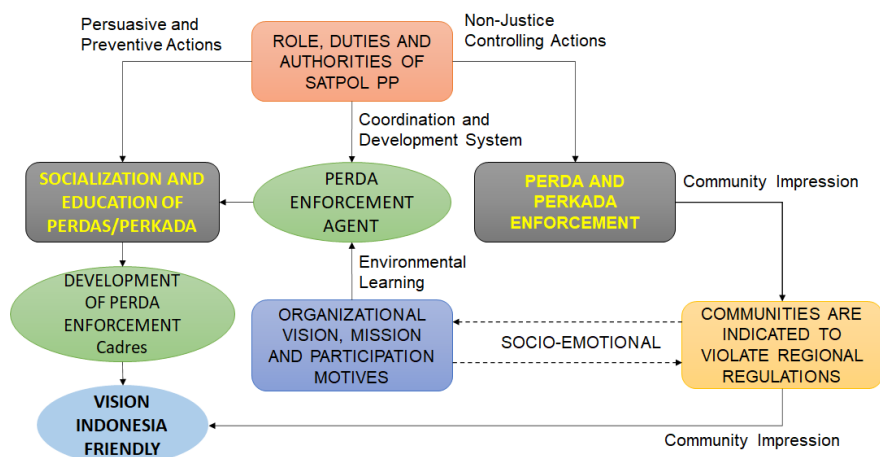 Persuasive and
Preventive Actions
ROLE, DUTIES AND
AUTHORITIES OF
SATPOL PP
Non-Justice
Controlling Actions
Coordination and
Development System
SOCIALIZATION AND
EDUCATION OF
PERDAS/PERKADA
PERDA
ENFORCEMENT
AGENT
PERDA AND
PERKADA
ENFORCEMENT
Community Impression
Environmental
Learning
DEVELOPMENT
OF PERDA
ENFORCEMENT
Cadres
ORGANIZATIONAL
VISION, MISSION
AND PARTICIPATION
MOTIVES
SOCIO-EMOTIONAL
COMMUNITIES ARE
INDICATED TO
VIOLATE REGIONAL
REGULATIONS
VISION
INDONESIA
FRIENDLY
Community Impression